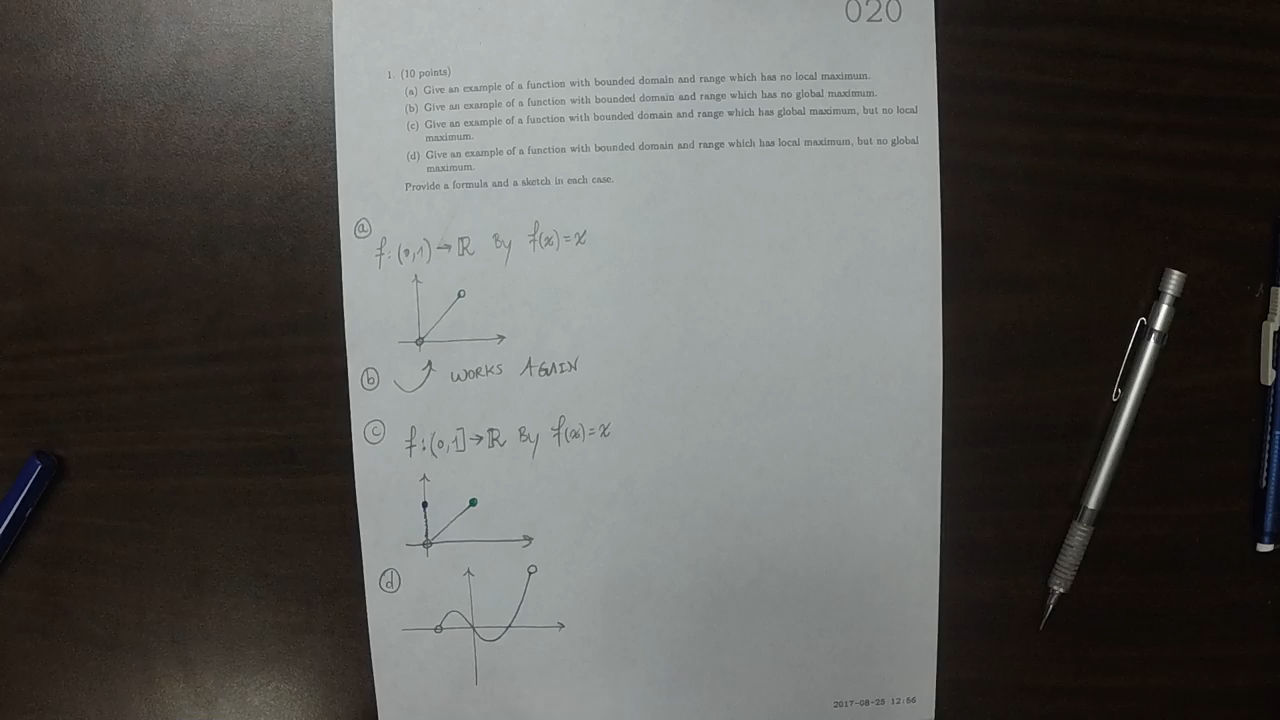 020
1. (10 points)
(a) Give an example of a function with bounded domain and range which has no local maximum.
(b) Give an example of a function with bounded domain and range which has no global maximum.
(c) Give an example of a function with bounded domain and range which has global maximum, but no local
maximum.
(d) Give an example of a function with bounded domain and range which has local maximum, but no global
maximum.
Provide a formula and a sketch in each case.
ⓐ
f:(0,1)→ℝ By f(x)=x
ⓑ WORKS AGAIN
ⓒ f:(0,1]→ℝ By f(x)=x
ⓓ
2017-08-25 12:56